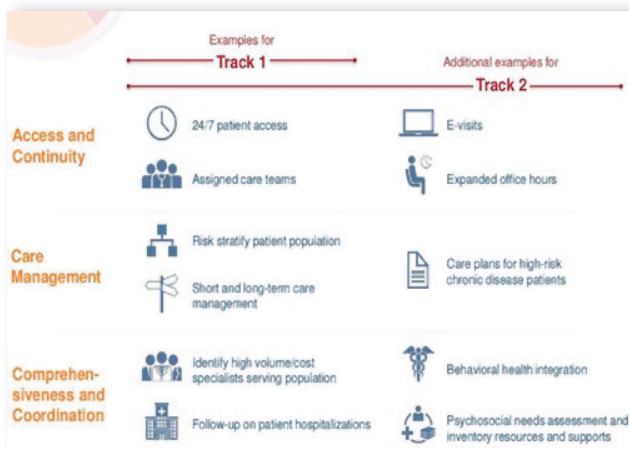 Examples for
Track 1
Additional examples for
Track 2
Access and
Continuity
24/7 patient access
E-visits
Assigned care teams
Expanded office hours
Care
Management
Risk stratify patient population
Short and long-term care
management
Care plans for high-risk
chronic disease patients
Comprehen-
siveness and
Coordination
Identify high volume/cost
specialists serving population
Behavioral health integration
Follow-up on patient hospitalizations
Psychosocial needs assessment and
inventory resources and supports